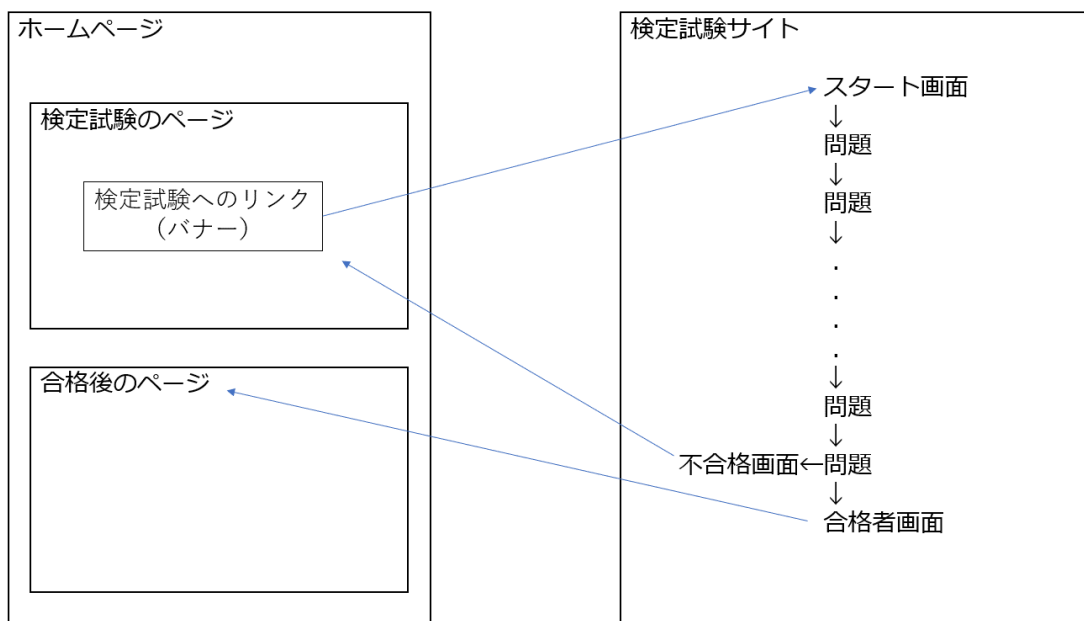 ホームページ
検定試験のページ
検定試験へのリンク
（バナー）
合格後のページ
検定試験サイト
スタート画面
↓
問題
↓
問題
↓
.
.
.
.
↓
問題
↓
不合格画面←問題
↓
合格者画面